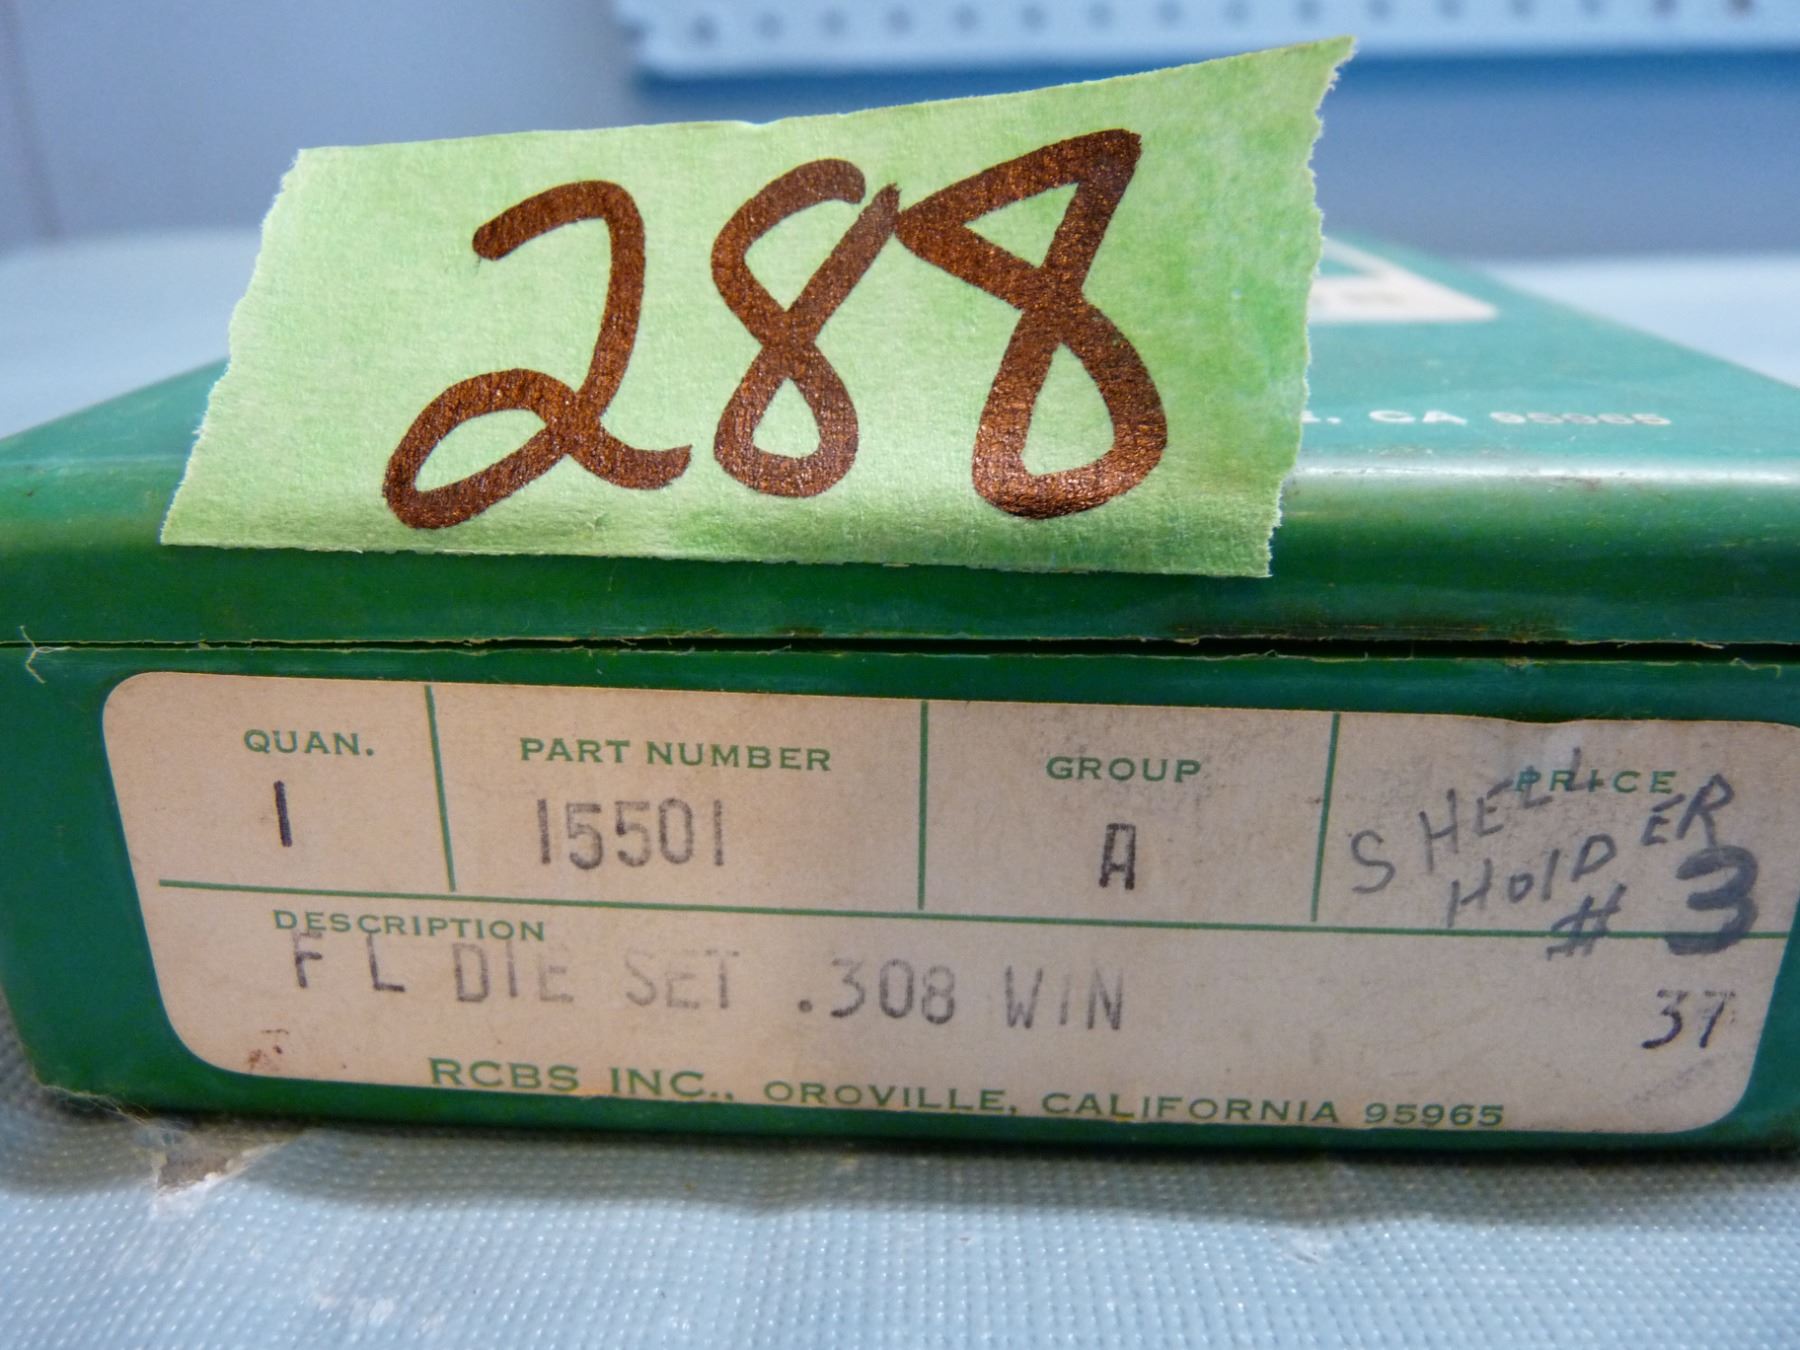 288
, CA 95965
QUAN.
1
PART NUMBER
15501
GROUP
A
PRICE
SHELL
HOlDER
# 3
DESCRIPTION
F L DIE SET .308 WIN
37
RCBS INC., OROVILLE, CALIFORNIA 95965